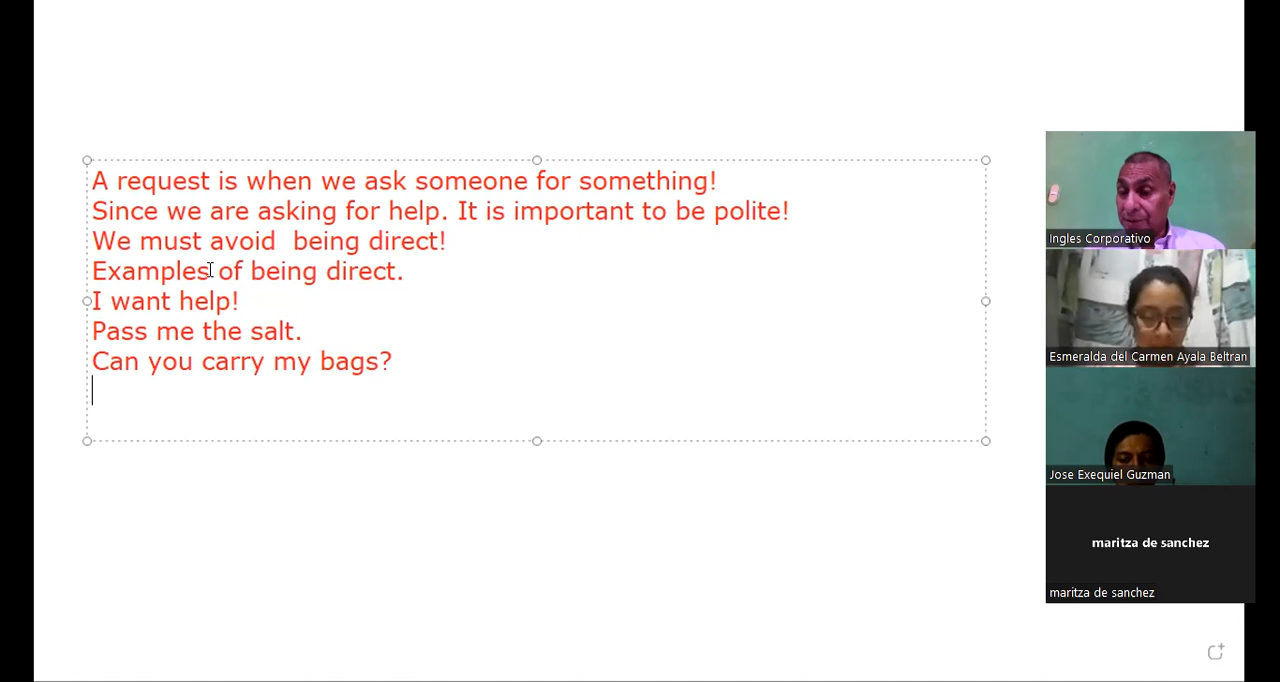 A request is when we ask someone for something!
Since we are asking for help. It is important to be polite!
We must avoid  being direct!
Examples of being direct.
I want help!
Pass me the salt.
Can you carry my bags?
Ingles Corporativo
Esmeralda del Carmen Ayala Beltran
Jose Exequiel Guzman
maritza de sanchez
maritza de sanchez